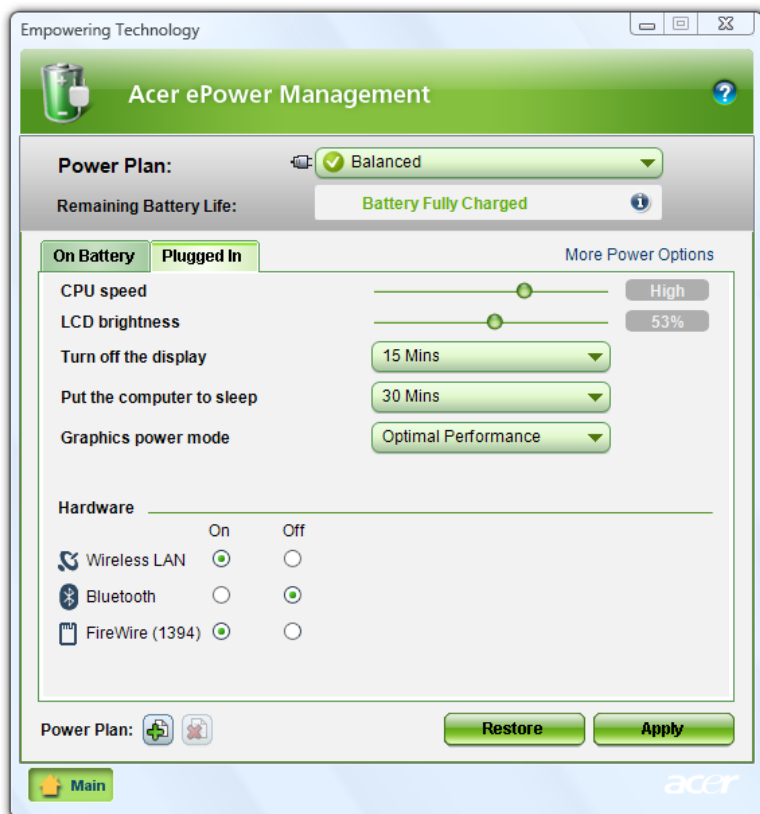 Empowering Technology
Acer ePower Management
Power Plan: Balanced
Remaining Battery Life: Battery Fully Charged
On Battery Plugged In More Power Options
CPU speed High
LCD brightness 53%
Turn off the display 15 Mins
Put the computer to sleep 30 Mins
Graphics power mode Optimal Performance
Hardware
On Off
Wireless LAN
Bluetooth
FireWire (1394)
Power Plan: Restore Apply
Main acer